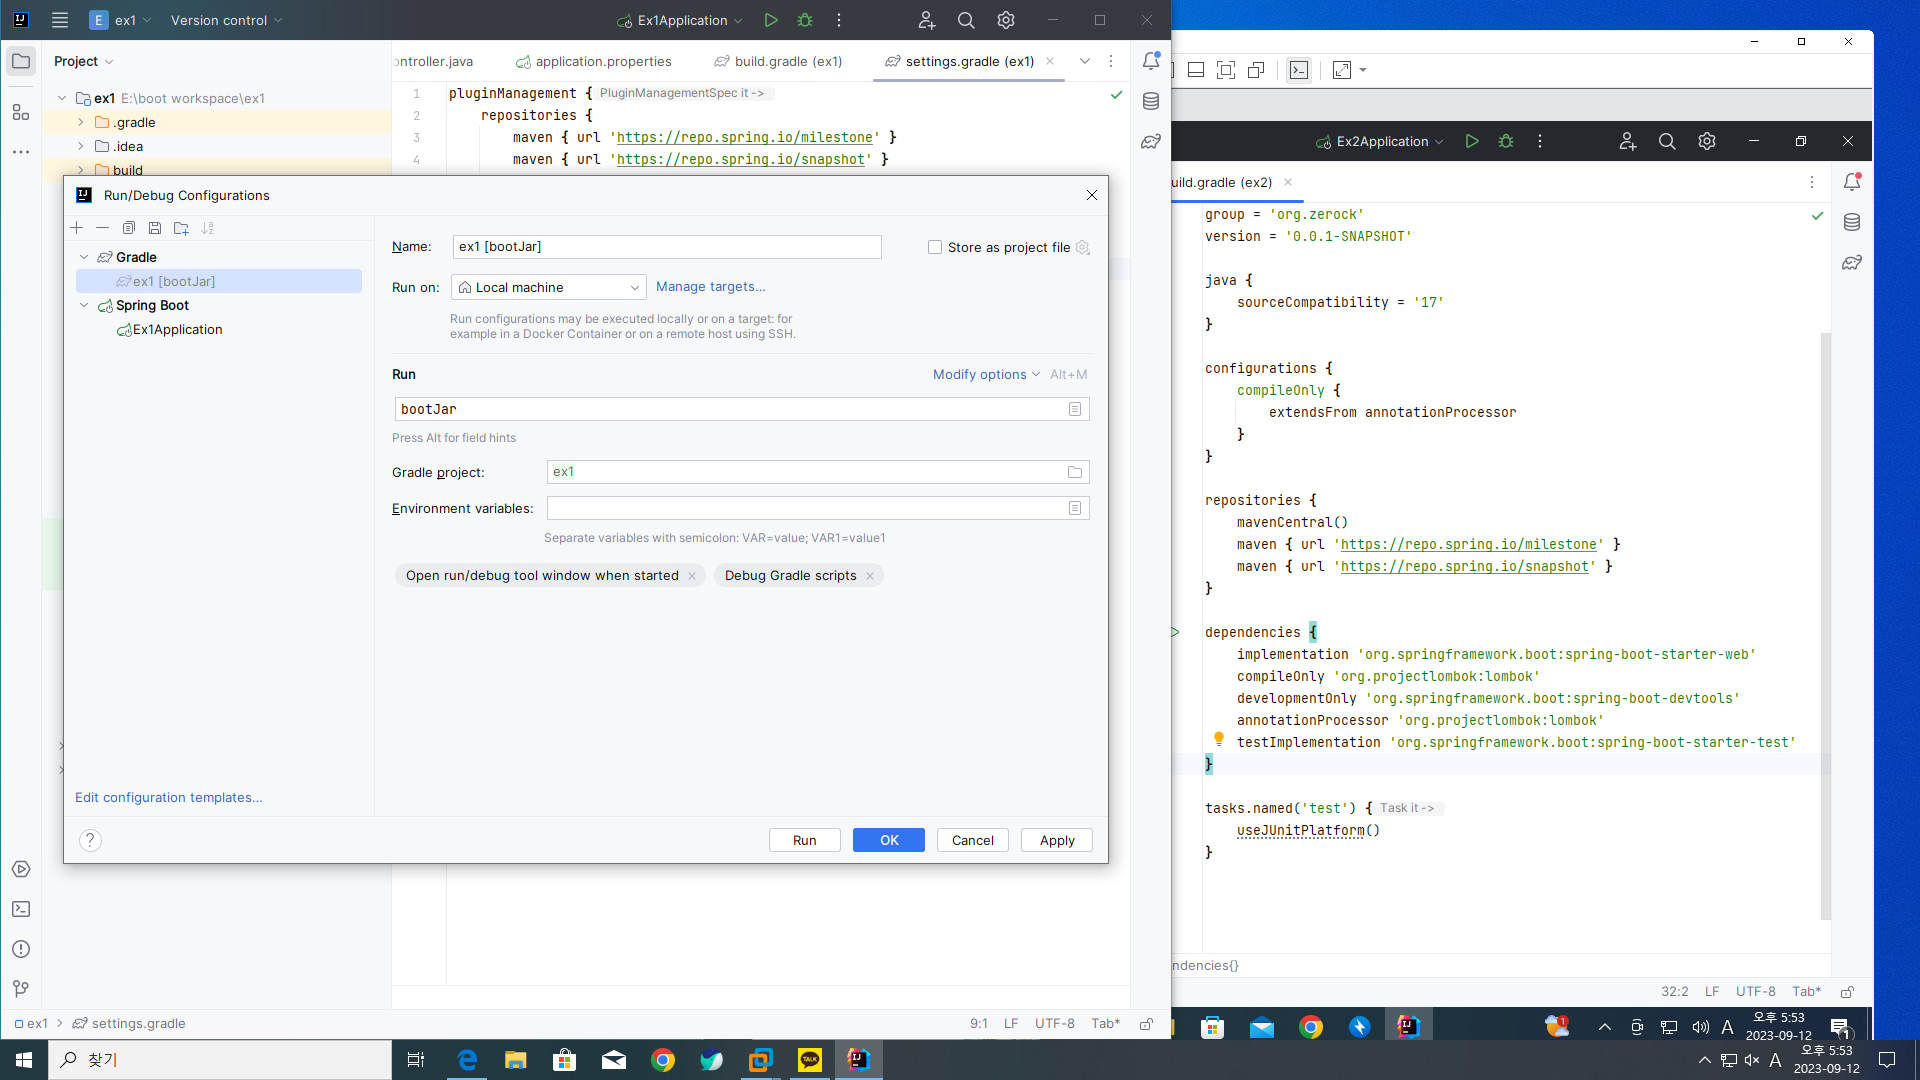 E ex1 Version control Ex1Application
Project
ontroller.java application.properties build.gradle (ex1) settings.gradle (ex1)
ex1 E:\boot workspace\ex1
.gradle
.idea
build
1 pluginManagement { PluginManagementSpec it ->
2 repositories {
3 maven { url 'https://repo.spring.io/milestone' }
4 maven { url 'https://repo.spring.io/snapshot' }
Run/Debug Configurations
Gradle
ex1 [bootJar]
Spring Boot
Ex1Application
Edit configuration templates...
Name: ex1 [bootJar] Store as project file
Run on: Local machine Manage targets...
Run configurations may be executed locally or on a target: for
example in a Docker Container or on a remote host using SSH.
Run Modify options Alt+M
bootJar
Press Alt for field hints
Gradle project: ex1
Environment variables:
Separate variables with semicolon: VAR=value; VAR1=value1
Open run/debug tool window when started Debug Gradle scripts
? Run OK Cancel Apply
ex1 > settings.gradle 9:1 LF UTF-8 Tab*
Ex2Application
uild.gradle (ex2)
group = 'org.zerock'
version = '0.0.1-SNAPSHOT'
java {
sourceCompatibility = '17'
}
configurations {
compileOnly {
extendsFrom annotationProcessor
}
}
repositories {
mavenCentral()
maven { url 'https://repo.spring.io/milestone' }
maven { url 'https://repo.spring.io/snapshot' }
}
dependencies {
implementation 'org.springframework.boot:spring-boot-starter-web'
compileOnly 'org.projectlombok:lombok'
developmentOnly 'org.springframework.boot:spring-boot-devtools'
annotationProcessor 'org.projectlombok:lombok'
testImplementation 'org.springframework.boot:spring-boot-starter-test'
}
tasks.named('test') { Task it ->
useJUnitPlatform()
}
ndencies{}
32:2 LF UTF-8 Tab*
1 A 오후 5:53
2023-09-12 1
찾기 TALK A 오후 5:53
2023-09-12